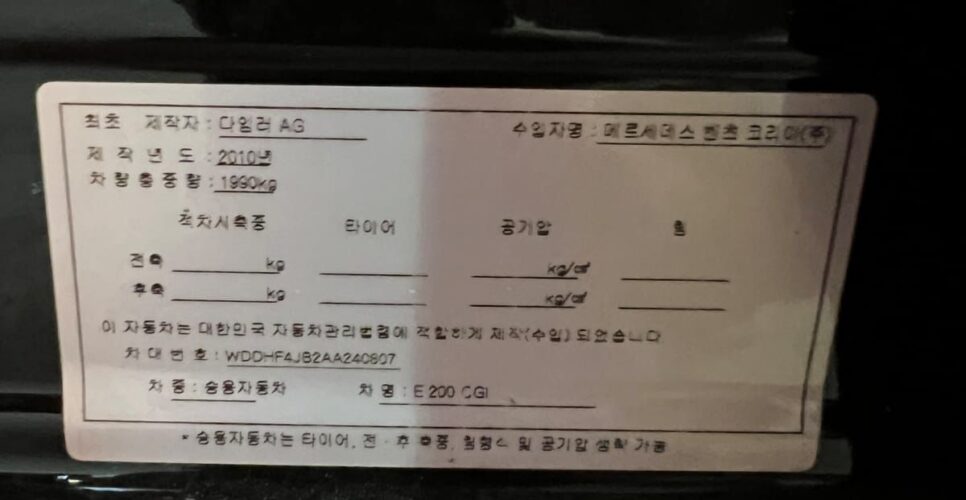 최초 제작자 : 다임러 AG 수입자명 : 메르세데스 벤츠 코리아(주)
제 작 년 도 : 2010년
차 량 총 중 량 : 1990kg
적차시축중 타이어 공기압 휠
전축 kg kg/㎠
후축 kg kg/㎠
이 자동차는 대한민국 자동차관리법령에 적합하게 제작(수입) 되었습니다
차 대 번 호 : WDDHF4JB2AA240807
차 종 : 승용자동차 차 명 : E 200 CGI
* 승용자동차는 타이어, 전 · 후 축중, 휠형식 및 공기압 생략 가능